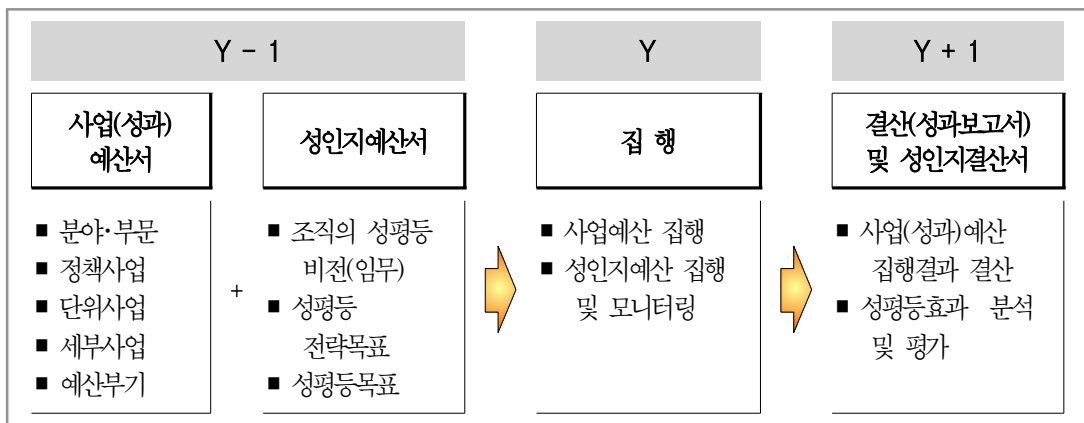 Y - 1
사업(성과)
예산서
■ 분야·부문
■ 정책사업
■ 단위사업
■ 세부사업
■ 예산부기
+
성인지예산서
■ 조직의 성평등
비전(임무)
■ 성평등
전략목표
■ 성평등목표
Y
집 행
■ 사업예산 집행
■ 성인지예산 집행
및 모니터링
Y + 1
결산(성과보고서)
및 성인지결산서
■ 사업(성과)예산
집행결과 결산
■ 성평등효과 분석
및 평가